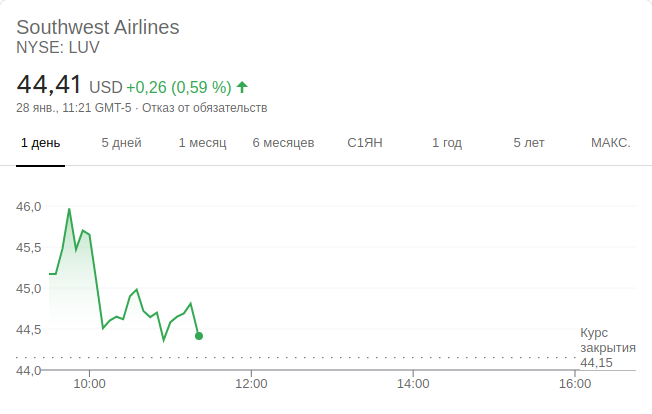 Southwest Airlines
NYSE: LUV
44,41 USD +0,26 (0,59 %)
28 янв., 11:21 GMT-5 · Отказ от обязательств
1 день 5 дней 1 месяц 6 месяцев С1ЯН 1 год 5 лет МАКС.
46,0
45,5
45,0
44,5
44,0
Курс
закрытия
44,15
10:00 12:00 14:00 16:00